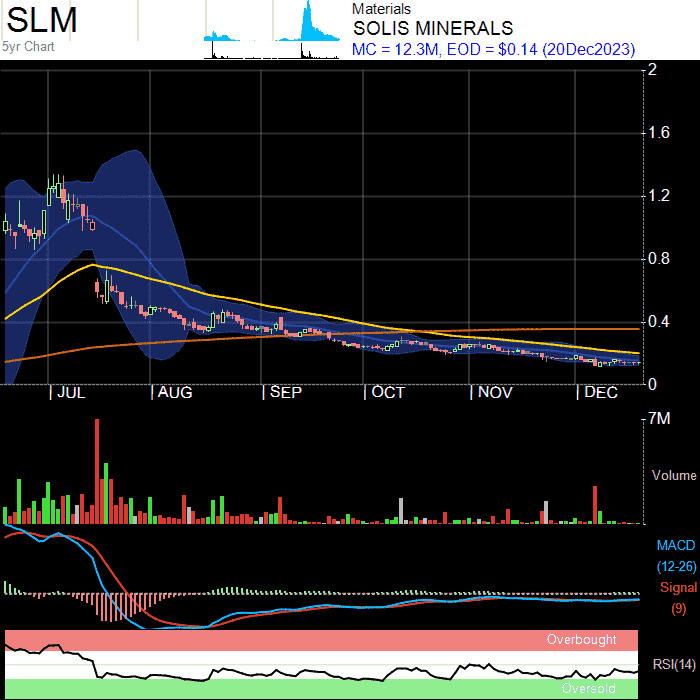 SLM
5yr Chart
Materials
SOLIS MINERALS
MC = 12.3M, EOD = $0.14 (20Dec2023)
2
1.6
1.2
0.8
0.4
0
| JUL | AUG | SEP | OCT | NOV | DEC
7M
Volume
MACD
(12-26)
Signal
(9)
Overbought
RSI(14)
Oversold